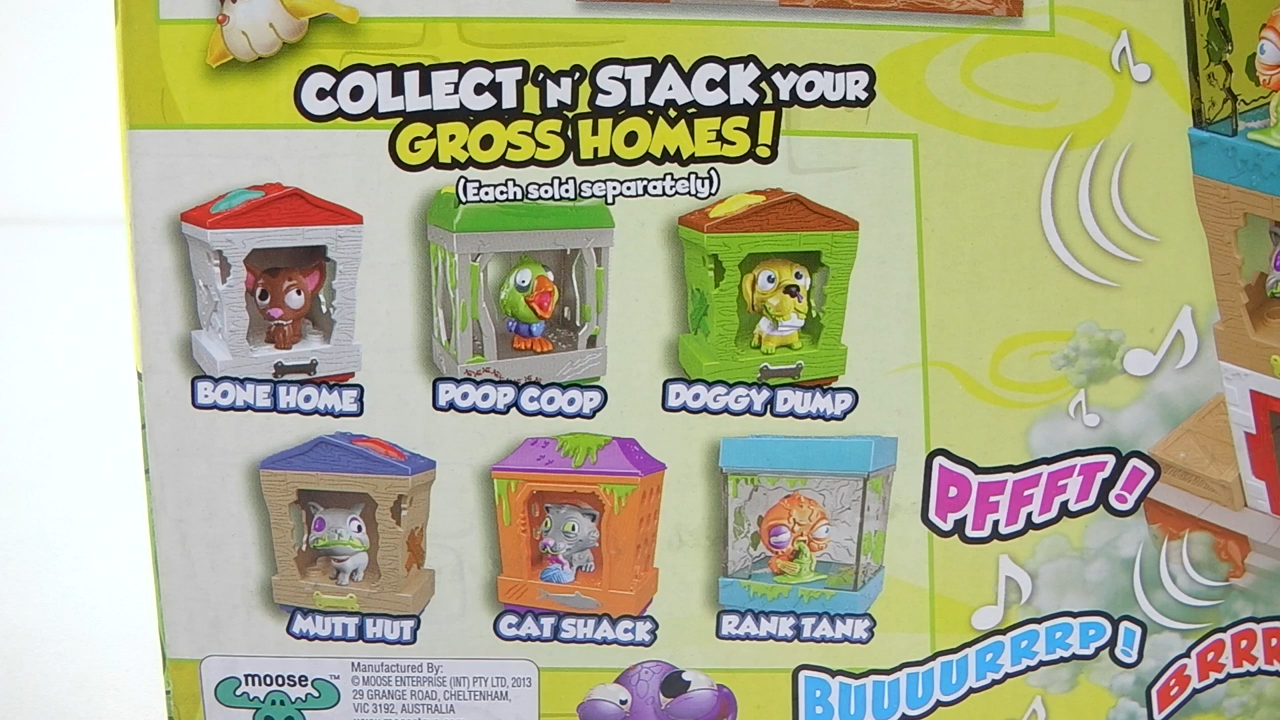 COLLECT 'N' STACK YOUR
GROSS HOMES!
(Each sold separately)
BONE HOME
POOP COOP
DOGGY DUMP
MUTT HUT
CAT SHACK
RANK TANK
PFFFT!
BUUUURRRP!
moose™
Manufactured By:
© MOOSE ENTERPRISE (INT) PTY LTD, 2013
29 GRANGE ROAD, CHELTENHAM,
VIC 3192, AUSTRALIA